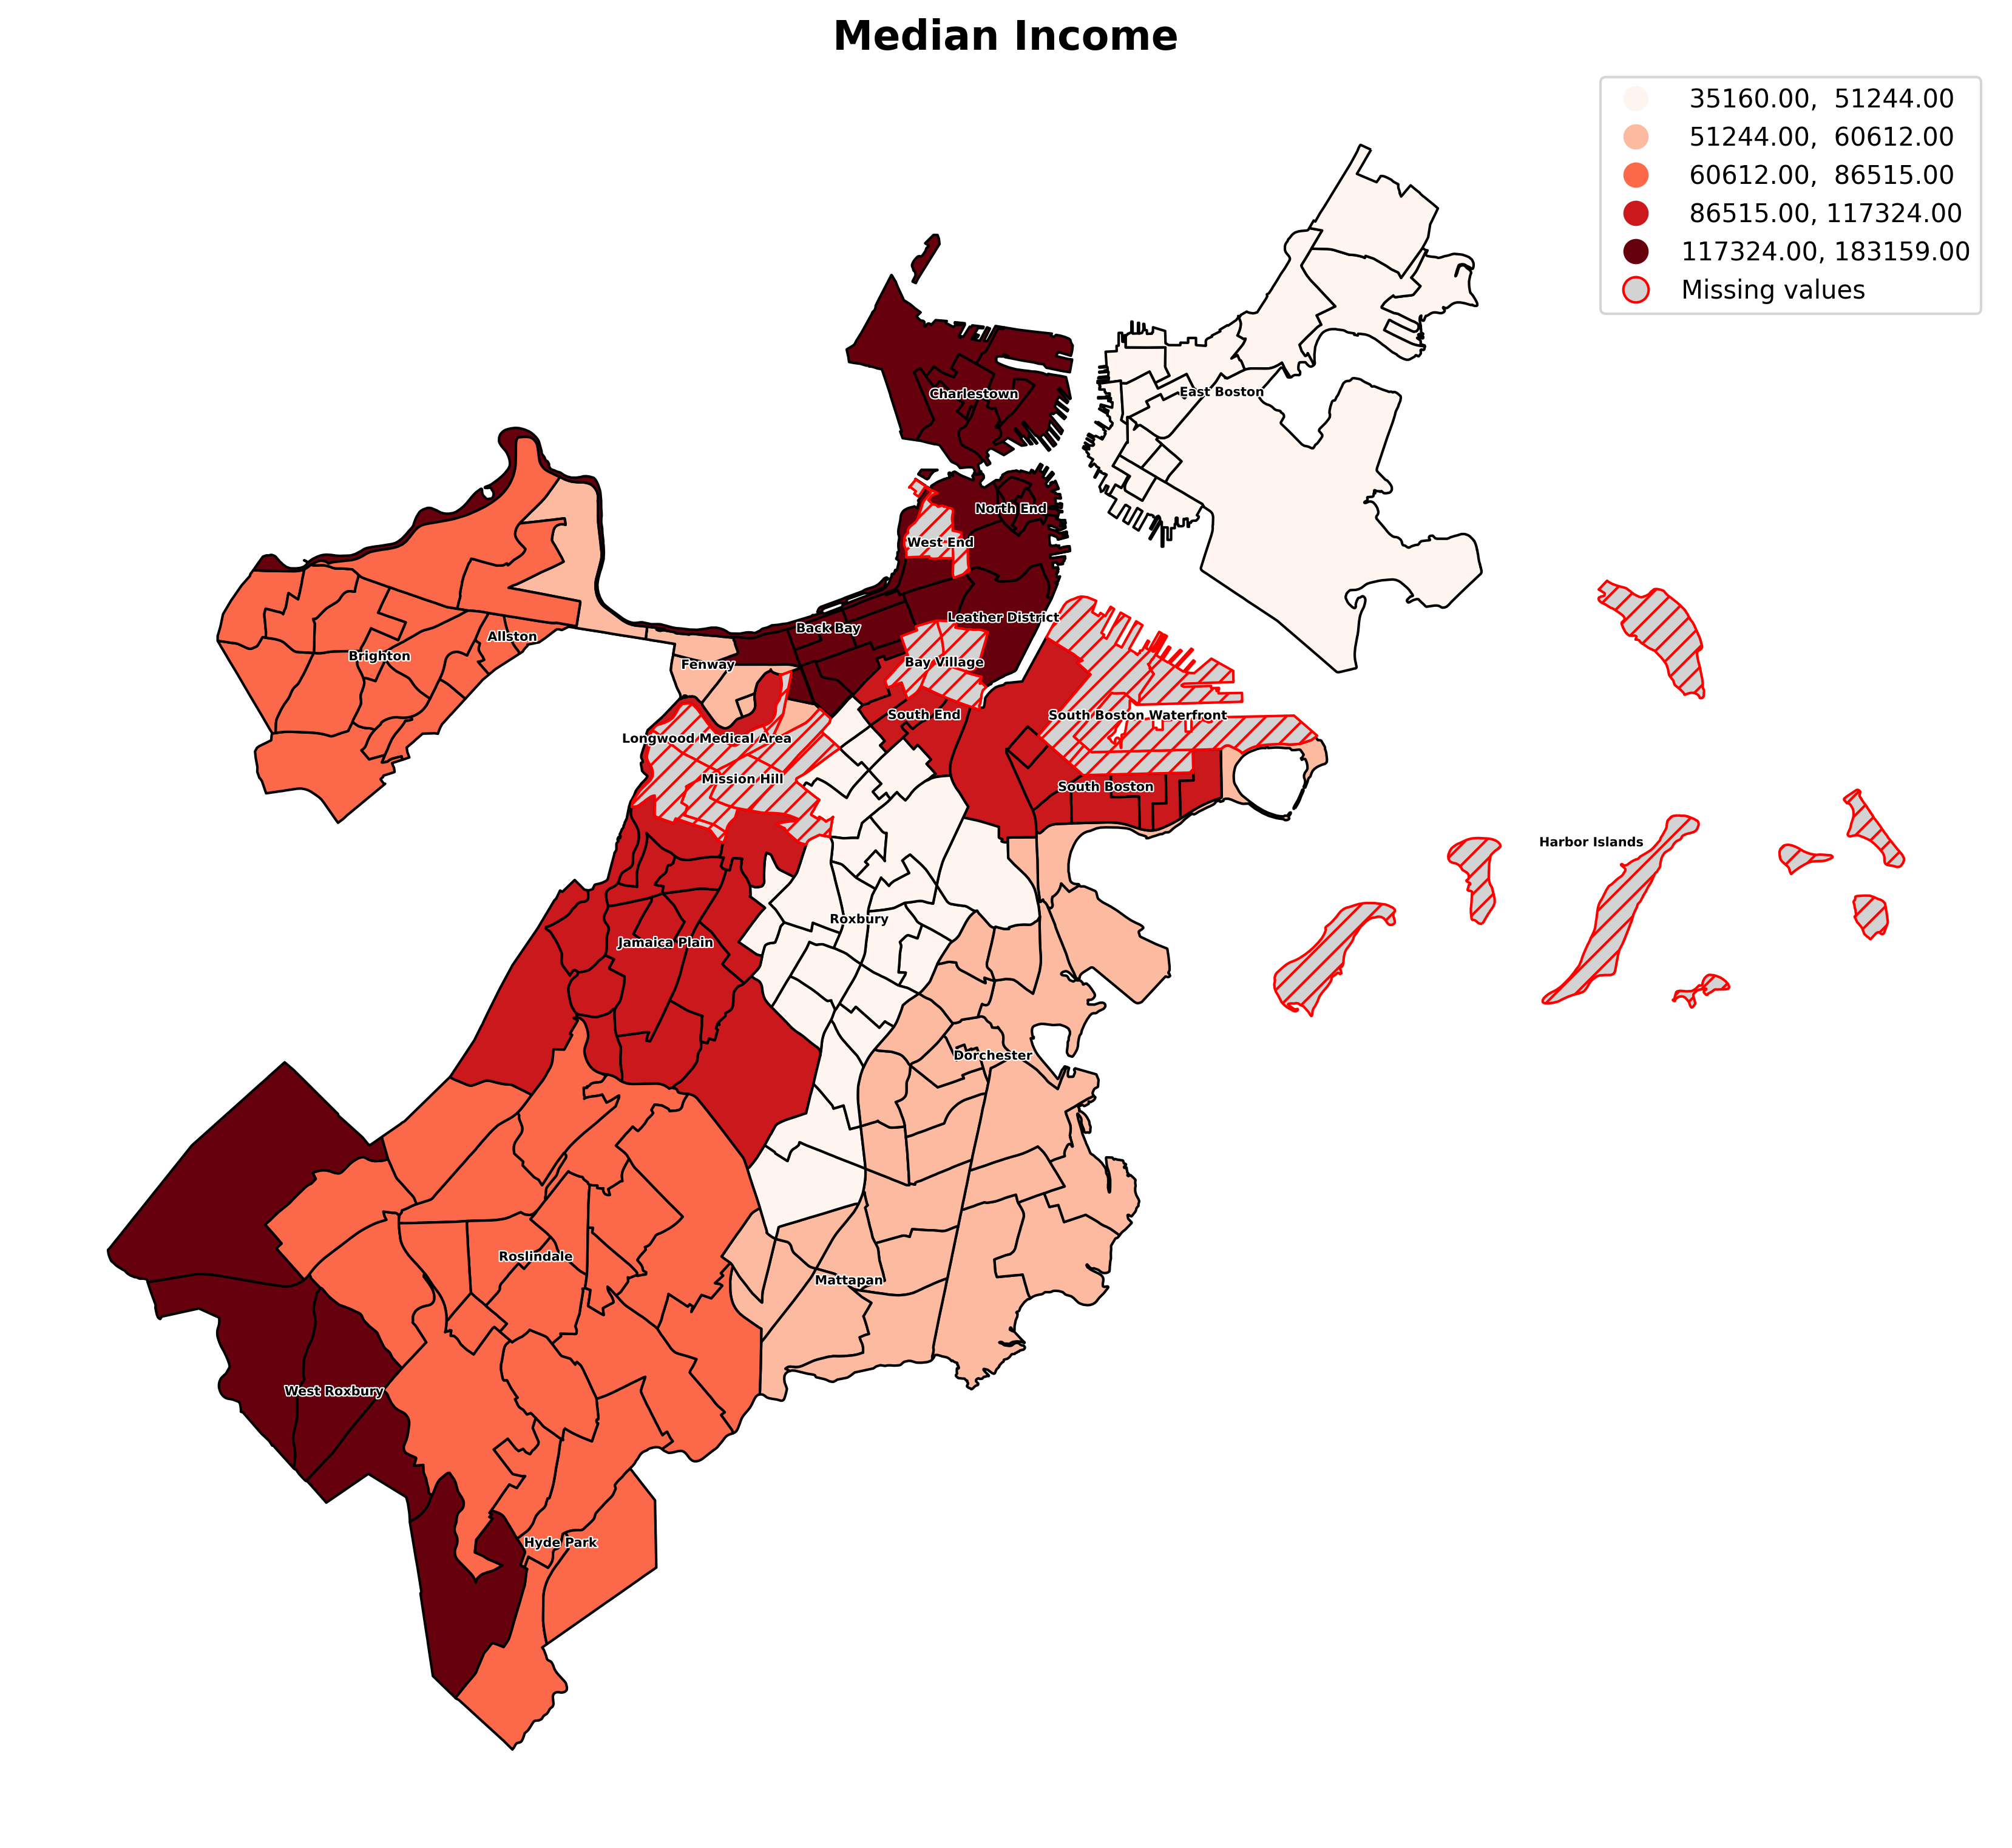 Median Income
35160.00, 51244.00
51244.00, 60612.00
60612.00, 86515.00
86515.00, 117324.00
117324.00, 183159.00
Missing values
Charlestown
East Boston
North End
West End
Leather District
Back Bay
Allston
Brighton
Fenway
Bay Village
South End
South Boston Waterfront
Longwood Medical Area
Mission Hill
South Boston
Harbor Islands
Roxbury
Jamaica Plain
Dorchester
Roslindale
Mattapan
West Roxbury
Hyde Park